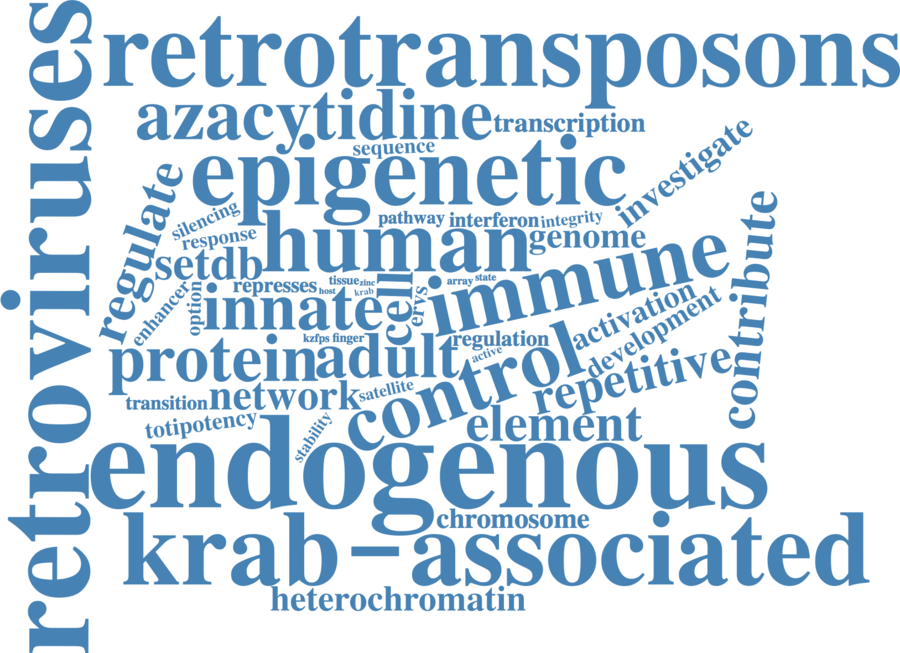 retroviruses
retrotransposons
azacytidine
transcription
sequence
epigenetic
investigate
regulate
silencing
response
pathway
interferon
integrity
human
genome
setdb
contribute
tissue
zinc
array
state
represses
host
krab
cell
immune
enhancer
option
innate
ervs
activation
kzfps
finger
regulation
development
protein
adult
active
control
repetitive
transition
network
satellite
totipotency
stability
element
endogenous
chromosome
krab-associated
heterochromatin